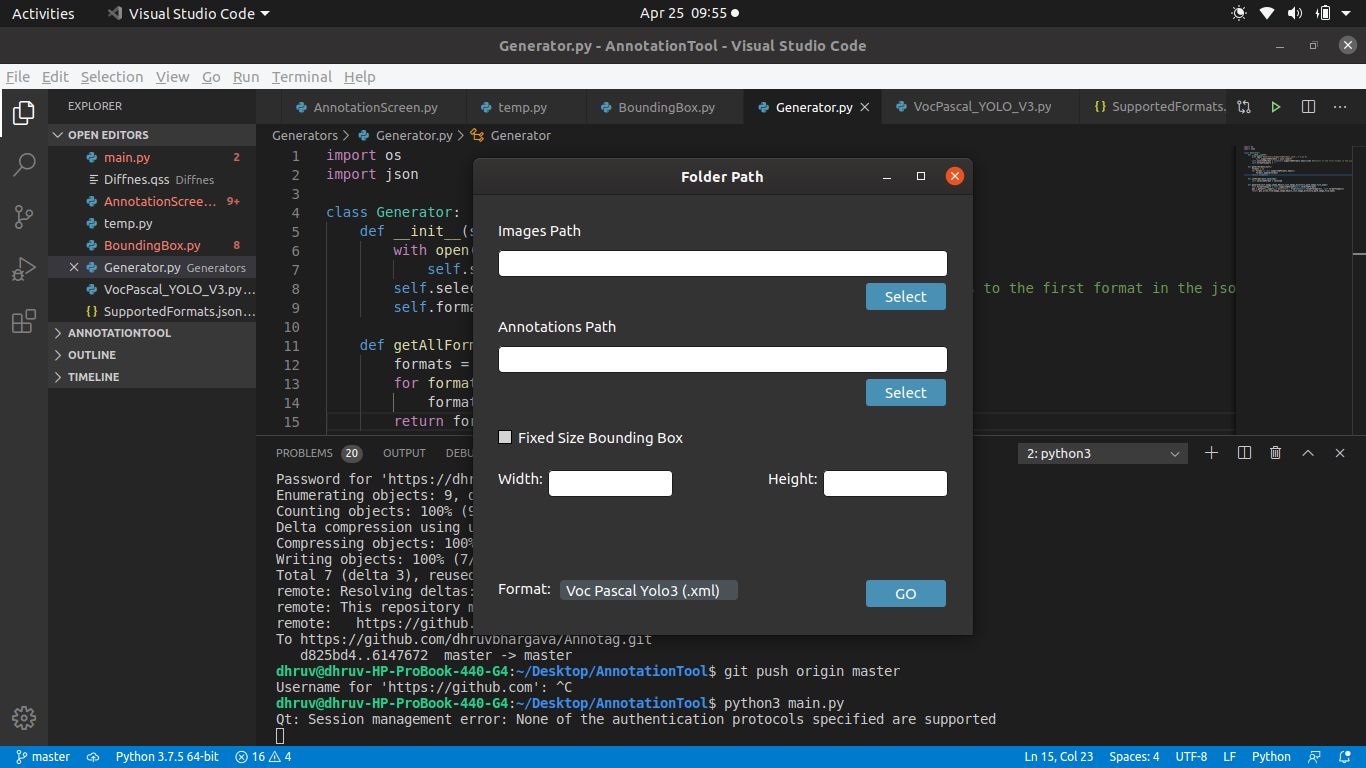 Activities Visual Studio Code Apr 25 09:55
Generator.py - AnnotationTool - Visual Studio Code
File Edit Selection View Go Run Terminal Help
EXPLORER
OPEN EDITORS
main.py 2
Diffnes.qss Diffnes
AnnotationScree... 9+
temp.py
BoundingBox.py 8
Generator.py Generators
VocPascal_YOLO_V3.py...
{} SupportedFormats.json...
ANNOTATIONTOOL
OUTLINE
TIMELINE
AnnotationScreen.py temp.py BoundingBox.py Generator.py VocPascal_YOLO_V3.py {} SupportedFormats.
Generators > Generator.py > Generator
1 import os
2 import json
3
4 class Generator:
5 def __init__(s
6 with open
7 self.s
8 self.selec to the first format in the jso
9 self.forma
10
11 def getAllForm
12 formats =
13 for format
14 format
15 return for
Folder Path
Images Path
Select
Annotations Path
Select
Fixed Size Bounding Box
Width: Height:
Format: Voc Pascal Yolo3 (.xml) GO
PROBLEMS 20 OUTPUT DEBU 2: python3
Password for 'https://dhr
Enumerating objects: 9, d
Counting objects: 100% (9
Delta compression using u
Compressing objects: 100%
Writing objects: 100% (7/
Total 7 (delta 3), reused
remote: Resolving deltas:
remote: This repository m
remote: https://github.
To https://github.com/dhruvbhargava/Annotag.git
d825bd4..6147672 master -> master
dhruv@dhruv-HP-ProBook-440-G4:~/Desktop/AnnotationTool$ git push origin master
Username for 'https://github.com': ^C
dhruv@dhruv-HP-ProBook-440-G4:~/Desktop/AnnotationTool$ python3 main.py
Qt: Session management error: None of the authentication protocols specified are supported
master Python 3.7.5 64-bit 16 4 Ln 15, Col 23 Spaces: 4 UTF-8 LF Python